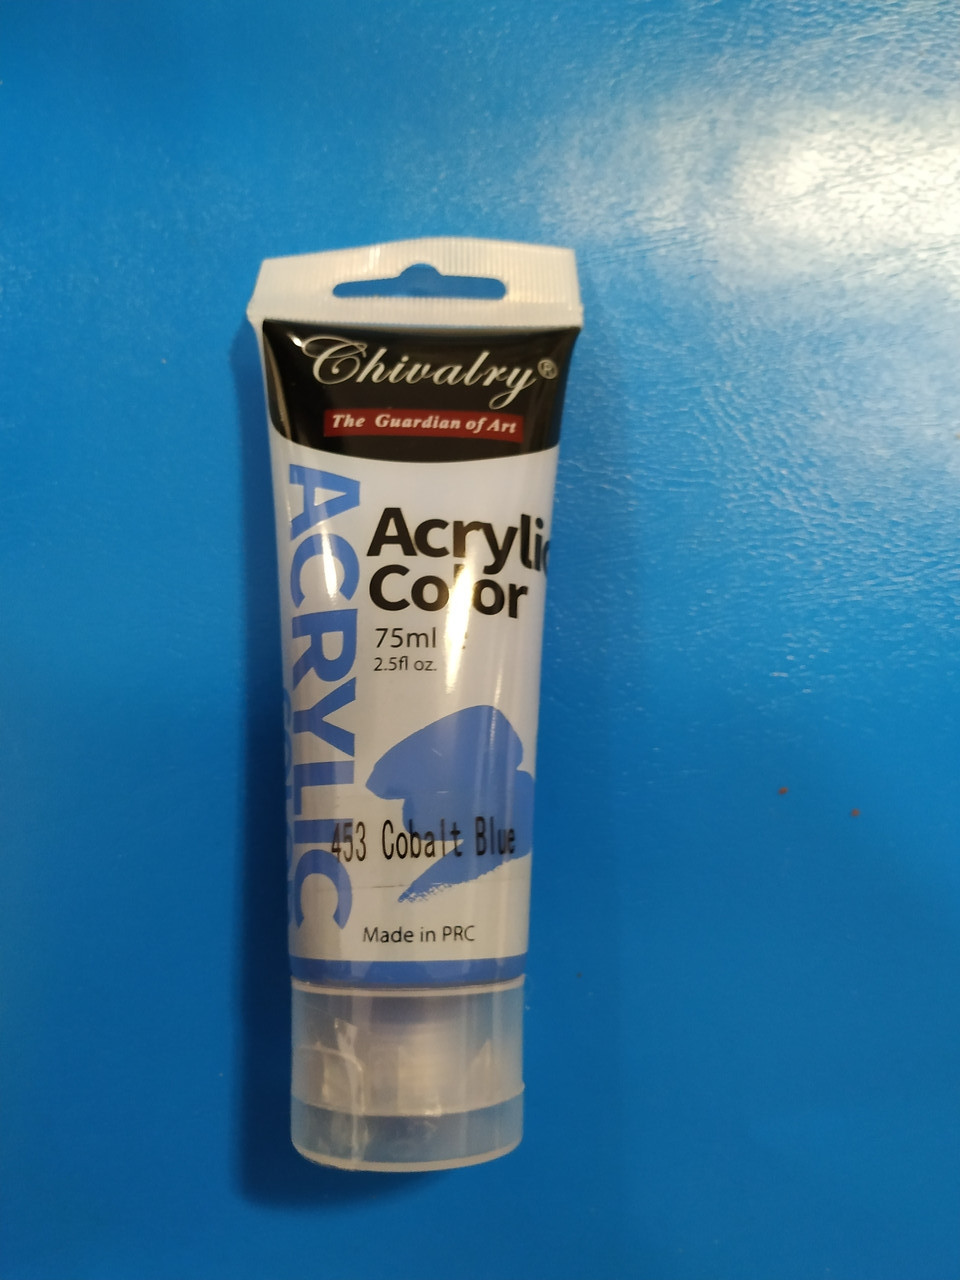 Chivalry®
The Guardian of Art
ACRYLIC
Acrylic
Color
75ml e
2.5fl oz.
453 Cobalt Blue
Made in PRC